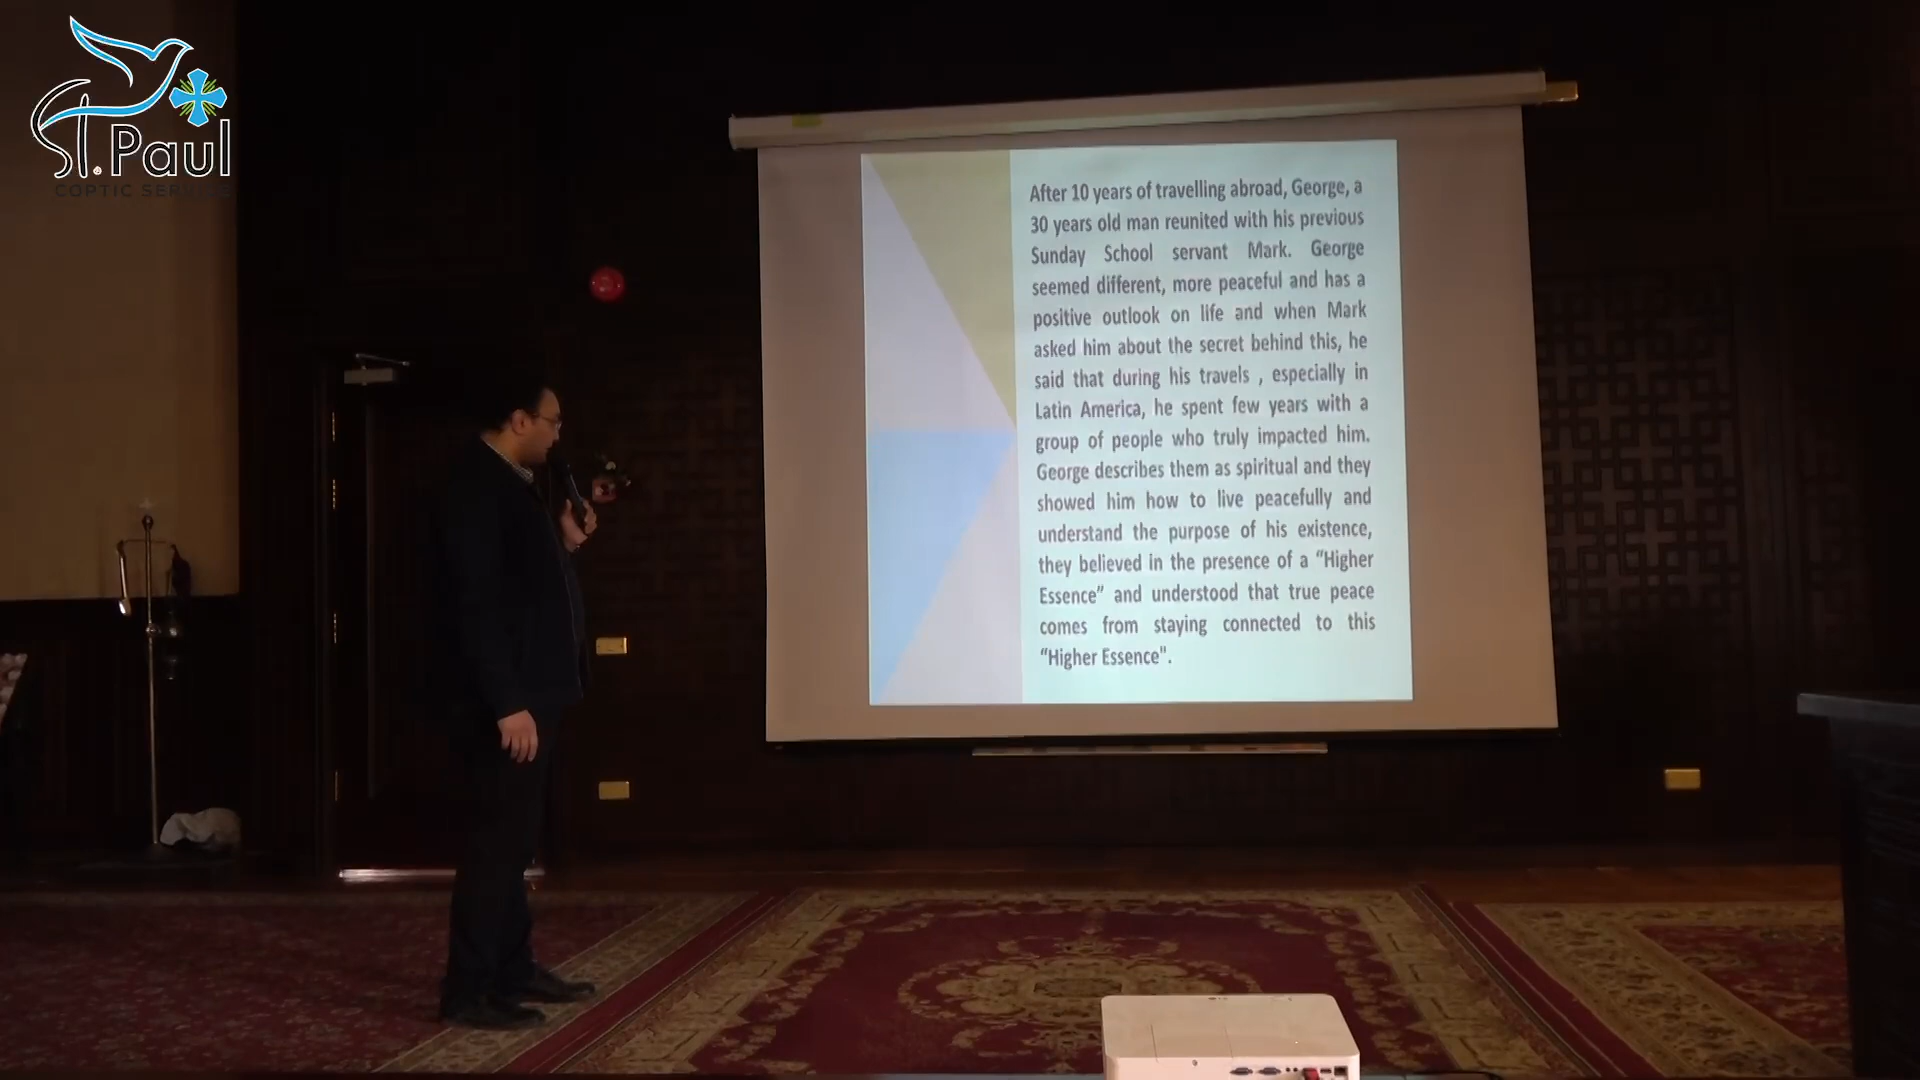 St. Paul
COPTIC SERVICE
After 10 years of travelling abroad, George, a
30 years old man reunited with his previous
Sunday School servant Mark. George
seemed different, more peaceful and has a
positive outlook on life and when Mark
asked him about the secret behind this, he
said that during his travels , especially in
Latin America, he spent few years with a
group of people who truly impacted him.
George describes them as spiritual and they
showed him how to live peacefully and
understand the purpose of his existence,
they believed in the presence of a “Higher
Essence” and understood that true peace
comes from staying connected to this
“Higher Essence".